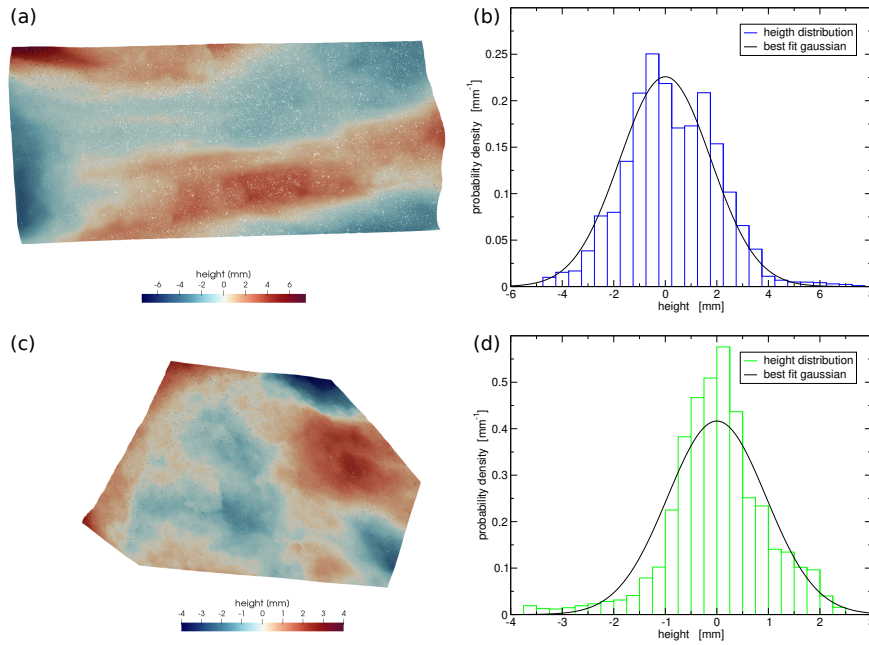 (a)
height (mm)
-6 -4 -2 0 2 4 6
(b)
heigth distribution
best fit gaussian
probability density [mm⁻¹]
0.25
0.2
0.15
0.1
0.05
0
-6 -4 -2 0 2 4 6 8
height [mm]
(c)
height (mm)
-4 -3 -2 -1 0 1 2 3 4
(d)
height distribution
best fit gaussian
probability density [mm⁻¹]
0.5
0.4
0.3
0.2
0.1
0
-4 -3 -2 -1 0 1 2 3
height [mm]